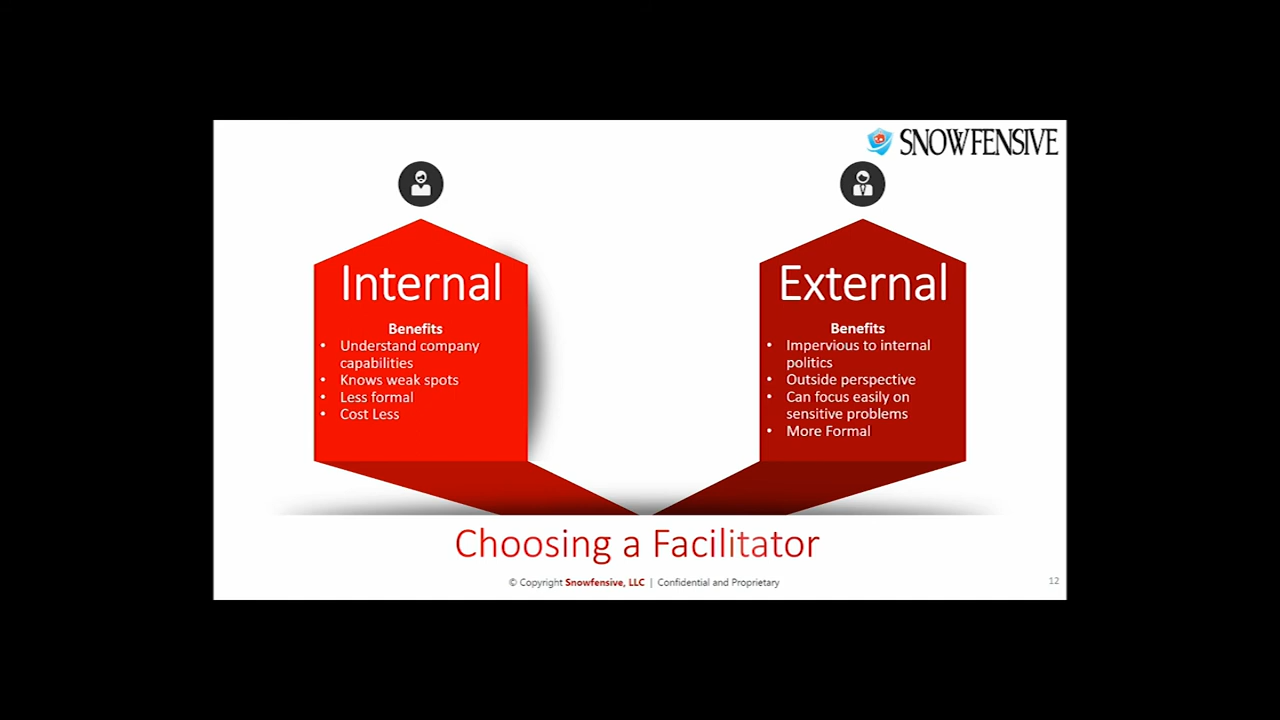 SNOWFENSIVE
Internal
Benefits
• Understand company
capabilities
• Knows weak spots
• Less formal
• Cost Less
External
Benefits
• Impervious to internal
politics
• Outside perspective
• Can focus easily on
sensitive problems
• More Formal
Choosing a Facilitator
© Copyright Snowfensive, LLC | Confidential and Proprietary
12